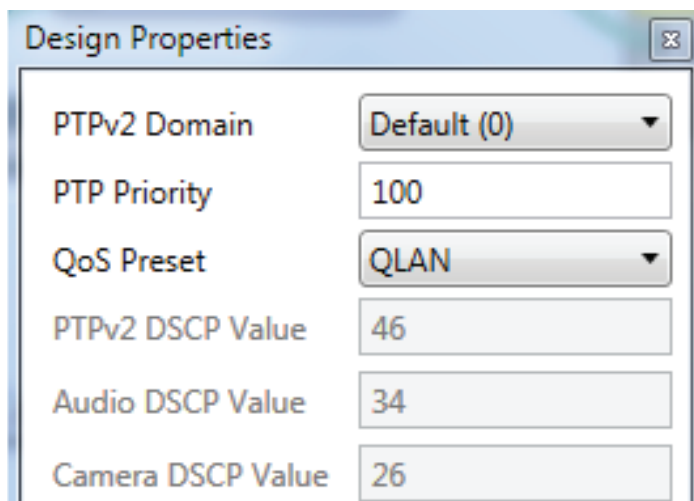 Design Properties
PTPv2 Domain Default (0)
PTP Priority 100
QoS Preset QLAN
PTPv2 DSCP Value 46
Audio DSCP Value 34
Camera DSCP Value 26